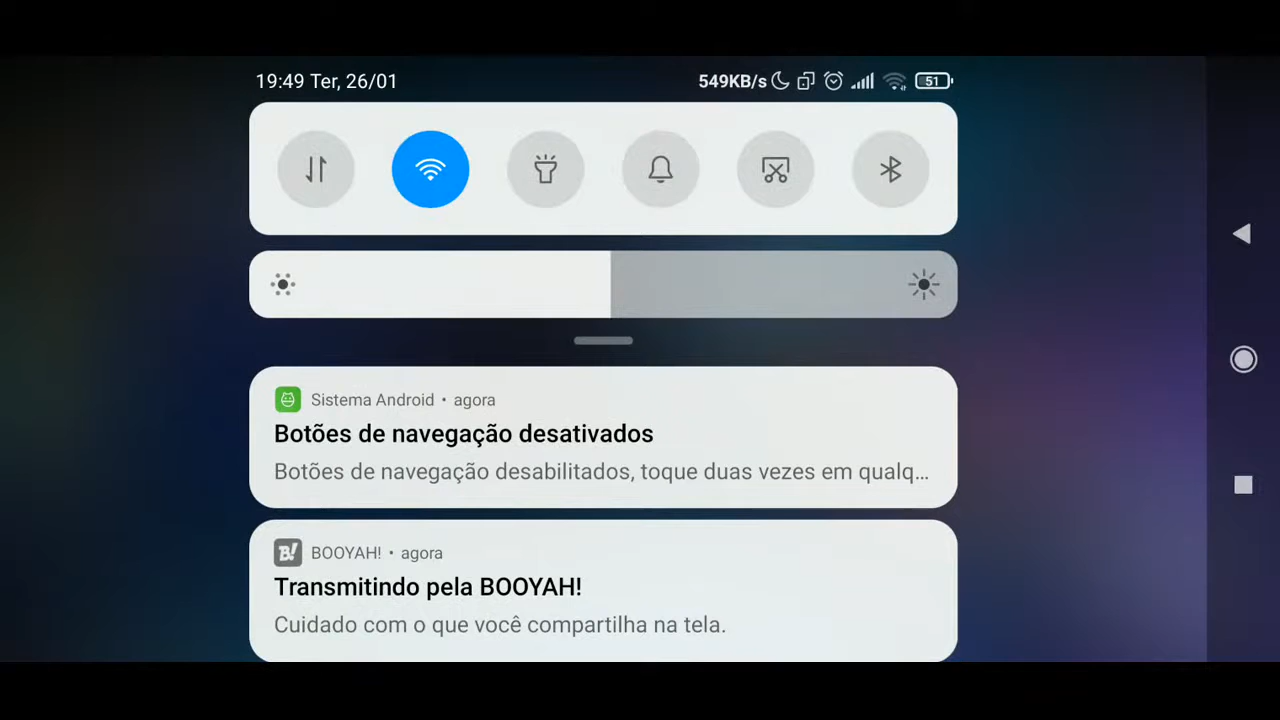 19:49 Ter, 26/01 549KB/s 51
Sistema Android • agora
Botões de navegação desativados
Botões de navegação desabilitados, toque duas vezes em qualq...
B! BOOYAH! • agora
Transmitindo pela BOOYAH!
Cuidado com o que você compartilha na tela.